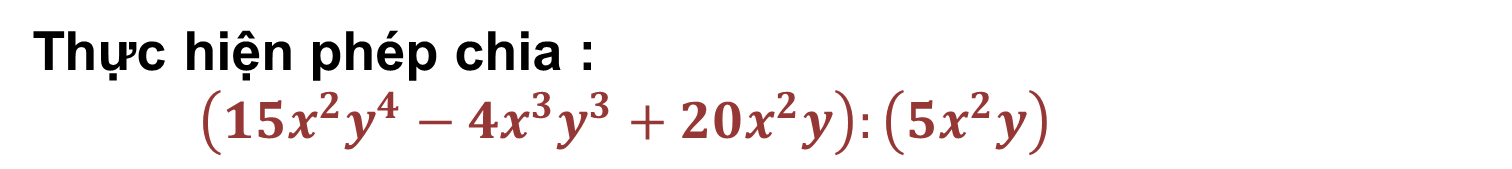 Thực hiện phép chia :
(15x²y⁴ − 4x³y³ + 20x²y): (5x²y)